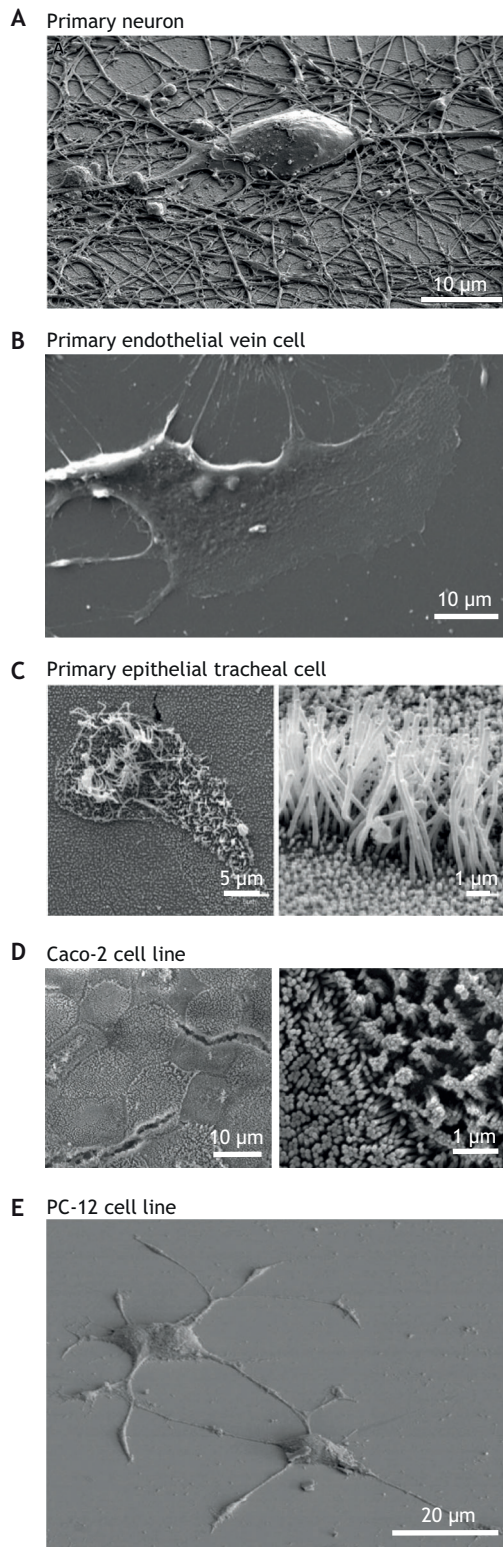 A Primary neuron
A
10 µm
B Primary endothelial vein cell
10 µm
C Primary epithelial tracheal cell
5 µm
1 µm
D Caco-2 cell line
10 µm
1 µm
E PC-12 cell line
20 µm